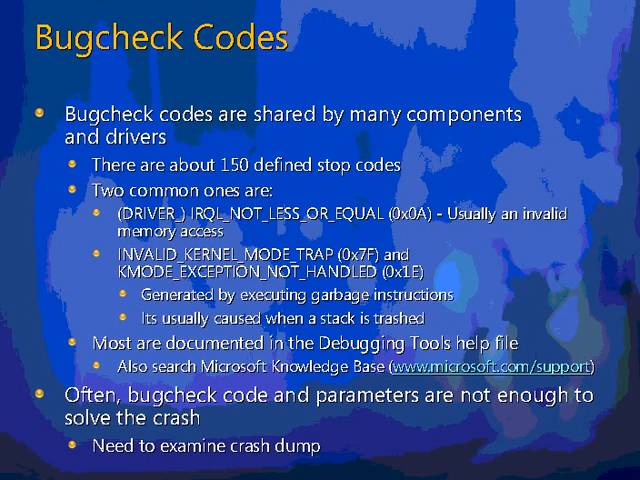 Bugcheck Codes
Bugcheck codes are shared by many components
and drivers
There are about 150 defined stop codes
Two common ones are:
(DRIVER_) IRQL_NOT_LESS_OR_EQUAL (0x0A) - Usually an invalid
memory access
INVALID_KERNEL_MODE_TRAP (0x7F) and
KMODE_EXCEPTION_NOT_HANDLED (0x1E)
Generated by executing garbage instructions
Its usually caused when a stack is trashed
Most are documented in the Debugging Tools help file
Also search Microsoft Knowledge Base (www.microsoft.com/support)
Often, bugcheck code and parameters are not enough to
solve the crash
Need to examine crash dump